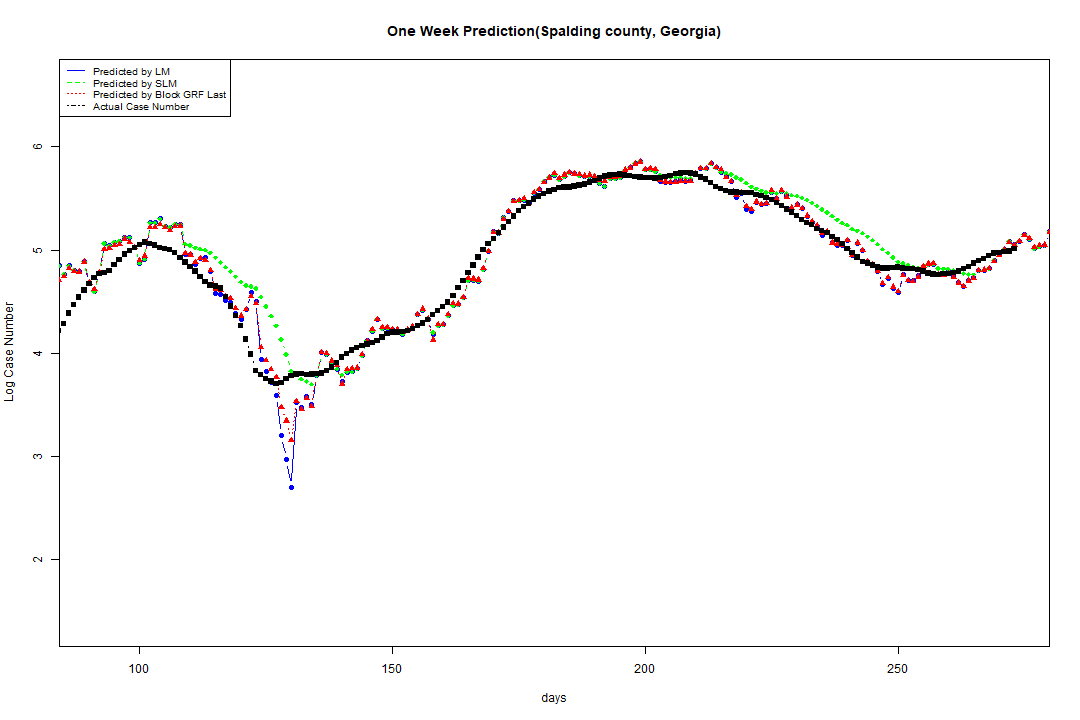 One Week Prediction(Spalding county, Georgia)
Predicted by LM
Predicted by SLM
Predicted by Block GRF Last
Actual Case Number
6
5
4
3
2
Log Case Number
100 150 200 250
days